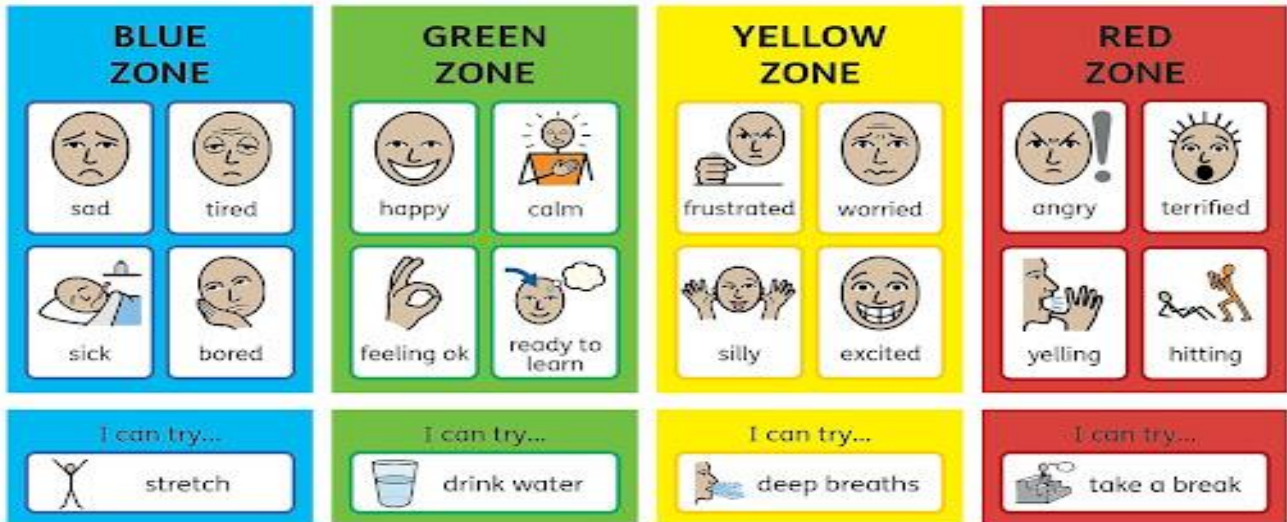 BLUE
ZONE
sad
tired
sick
bored
I can try...
stretch
GREEN
ZONE
happy
calm
feeling ok
ready to
learn
I can try...
drink water
YELLOW
ZONE
frustrated
worried
silly
excited
I can try...
deep breaths
RED
ZONE
angry
terrified
yelling
hitting
I can try...
take a break